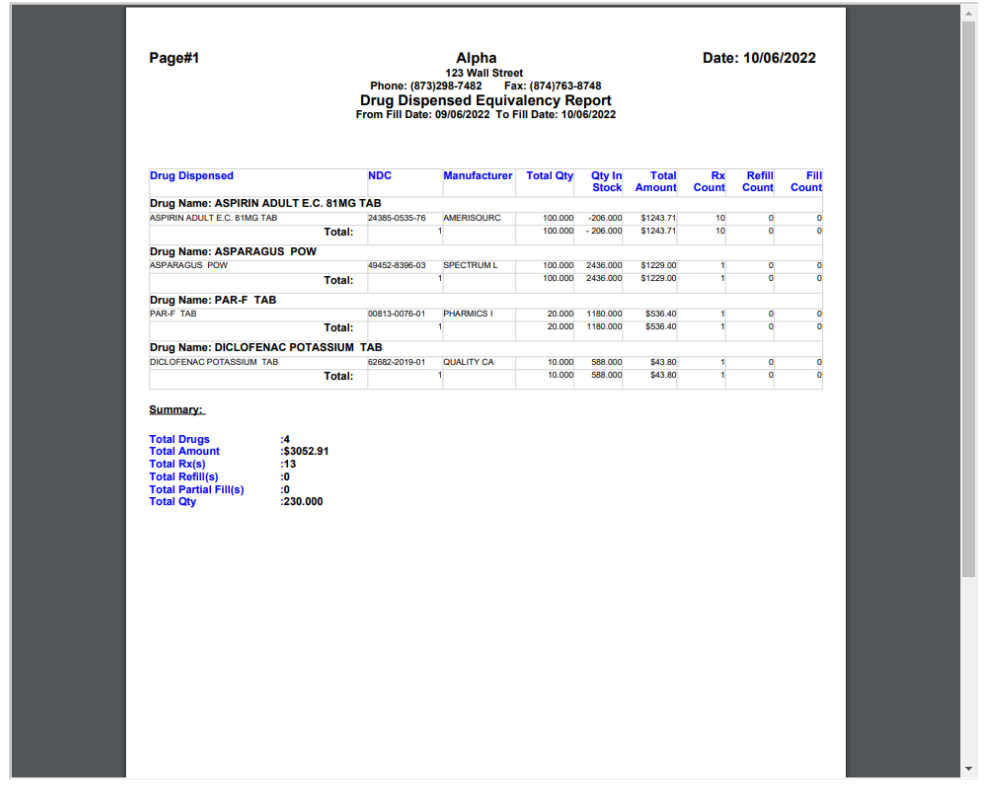 Page#1 Alpha Date: 10/06/2022
123 Wall Street
Phone: (873)298-7482 Fax: (874)763-8748
Drug Dispensed Equivalency Report
From Fill Date: 09/06/2022 To Fill Date: 10/06/2022
Drug Dispensed NDC Manufacturer Total Qty Qty In Stock Total Amount Rx Count Refill Count Fill Count
Drug Name: ASPIRIN ADULT E.C. 81MG TAB
ASPIRIN ADULT E.C. 81MG TAB 24385-0535-76 AMERISOURC 100.000 -206.000 $1243.71 10 0 0
Total: 1 100.000 - 206.000 $1243.71 10 0 0
Drug Name: ASPARAGUS POW
ASPARAGUS POW 49452-8396-03 SPECTRUM L 100.000 2436.000 $1229.00 1 0 0
Total: 1 100.000 2436.000 $1229.00 1 0 0
Drug Name: PAR-F TAB
PAR-F TAB 00813-0076-01 PHARMICS I 20.000 1180.000 $536.40 1 0 0
Total: 1 20.000 1180.000 $536.40 1 0 0
Drug Name: DICLOFENAC POTASSIUM TAB
DICLOFENAC POTASSIUM TAB 62682-2019-01 QUALITY CA 10.000 588.000 $43.80 1 0 0
Total: 1 10.000 588.000 $43.80 1 0 0
Summary:
Total Drugs :4
Total Amount :$3052.91
Total Rx(s) :13
Total Refill(s) :0
Total Partial Fill(s) :0
Total Qty :230.000